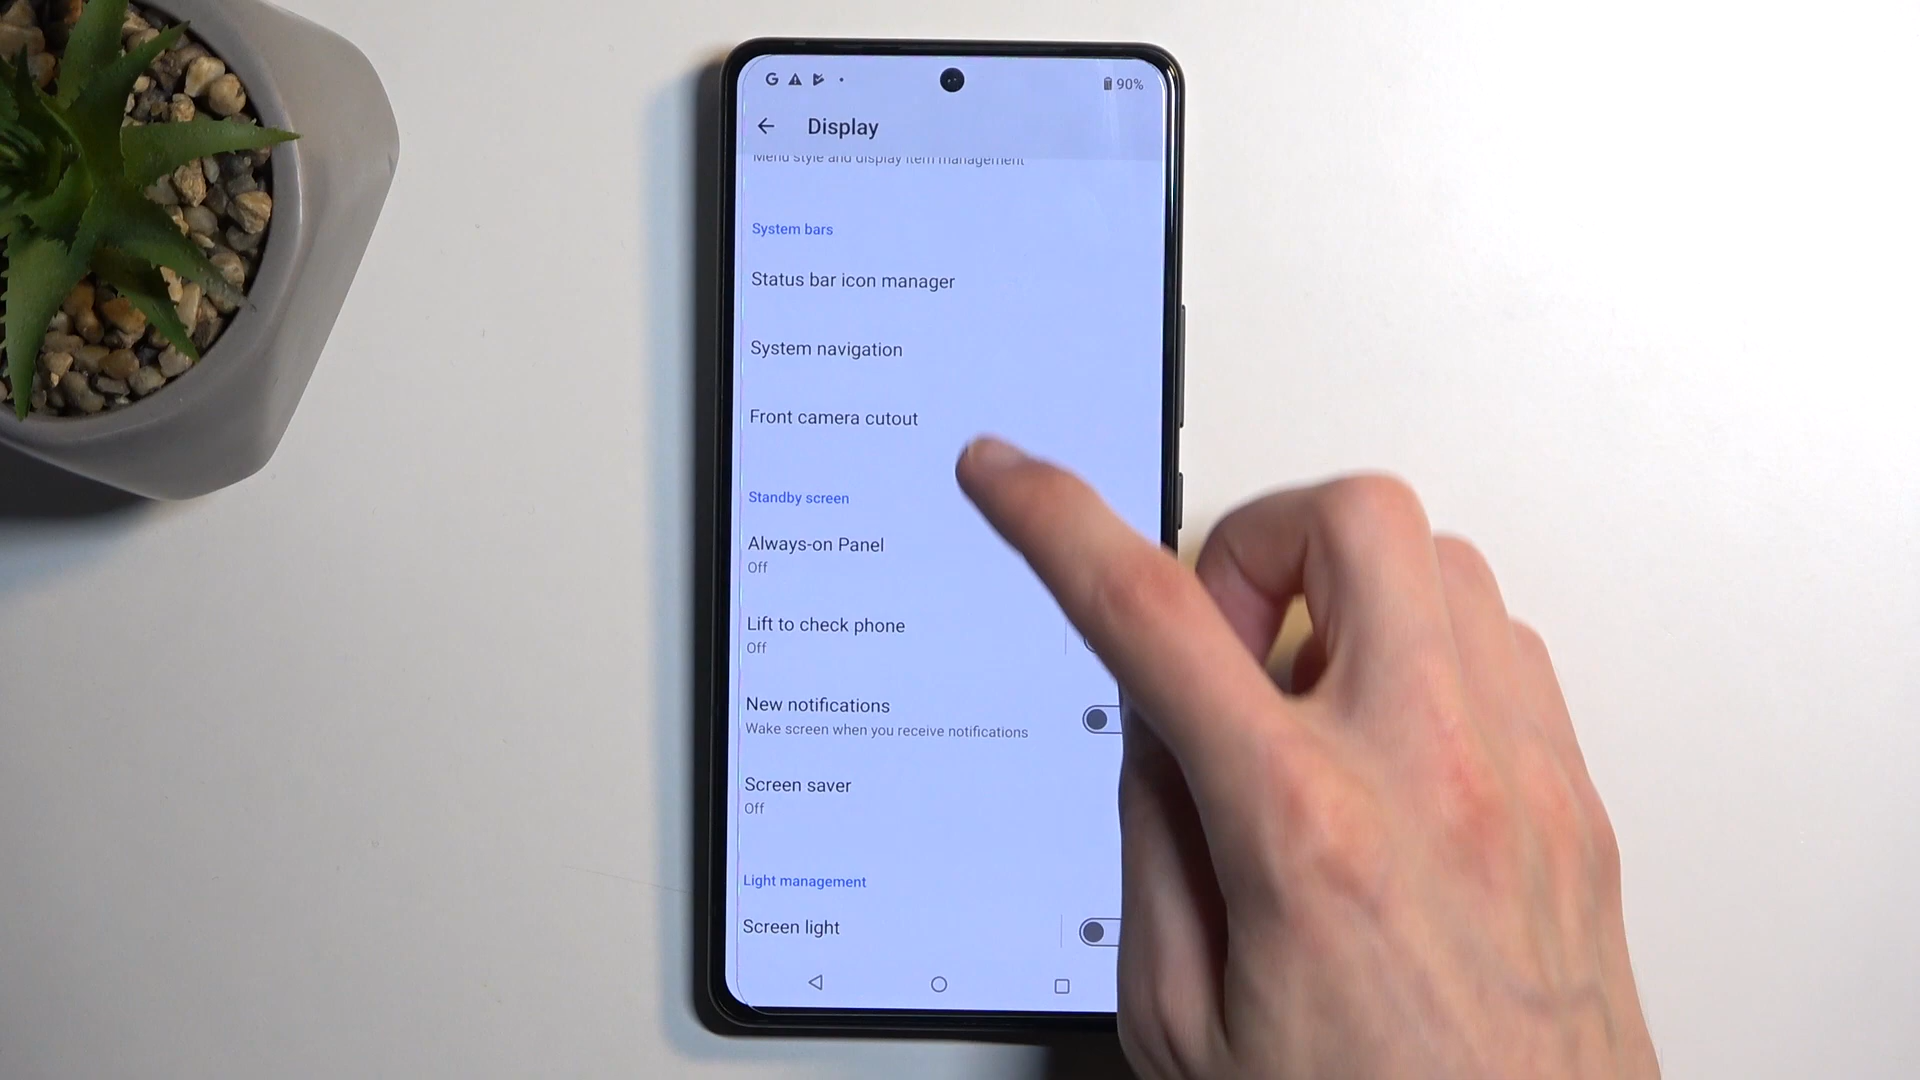 G 90%
Display
Menu style and display item management
System bars
Status bar icon manager
System navigation
Front camera cutout
Standby screen
Always-on Panel
Off
Lift to check phone
Off
New notifications
Wake screen when you receive notifications
Screen saver
Off
Light management
Screen light